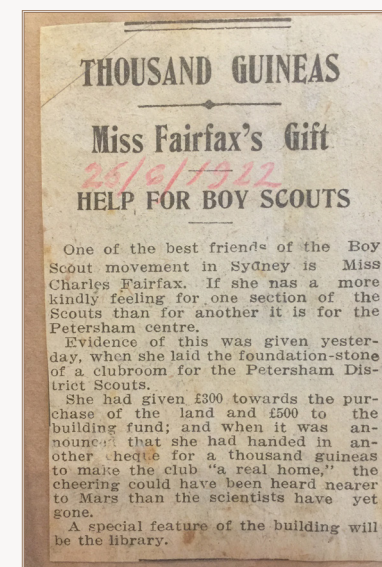 THOUSAND GUINEAS
Miss Fairfax's Gift
25/6/1922
HELP FOR BOY SCOUTS
One of the best friends of the Boy
Scout movement in Sydney is Miss
Charles Fairfax. If she has a more
kindly feeling for one section of the
Scouts than for another it is for the
Petersham centre.
Evidence of this was given yester-
day, when she laid the foundation-stone
of a clubroom for the Petersham Dis-
trict Scouts.
She had given £300 towards the pur-
chase of the land and £500 to the
building fund; and when it was an-
nounced that she had handed in an-
other cheque for a thousand guineas
to make the club "a real home," the
cheering could have been heard nearer
to Mars than the scientists have yet
gone.
A special feature of the building will
be the library.